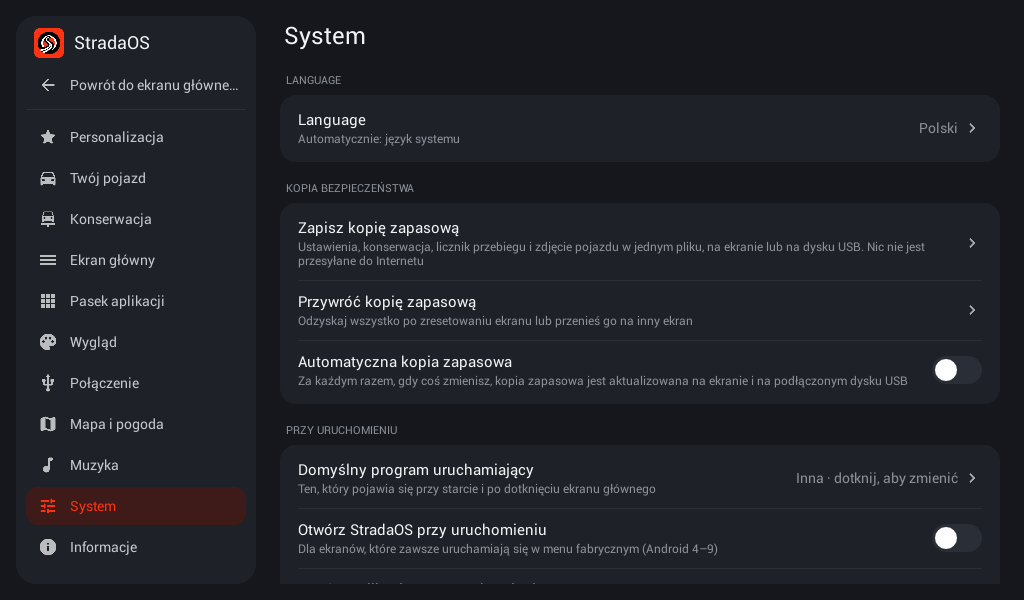 StradaOS
Powrót do ekranu główne...
Personalizacja
Twój pojazd
Konserwacja
Ekran główny
Pasek aplikacji
Wygląd
Połączenie
Mapa i pogoda
Muzyka
System
Informacje
System
LANGUAGE
Language
Automatycznie: język systemu
Polski
KOPIA BEZPIECZEŃSTWA
Zapisz kopię zapasową
Ustawienia, konserwacja, licznik przebiegu i zdjęcie pojazdu w jednym pliku, na ekranie lub na dysku USB. Nic nie jest
przesyłane do Internetu
Przywróć kopię zapasową
Odzyskaj wszystko po zresetowaniu ekranu lub przenieś go na inny ekran
Automatyczna kopia zapasowa
Za każdym razem, gdy coś zmienisz, kopia zapasowa jest aktualizowana na ekranie i na podłączonym dysku USB
PRZY URUCHOMIENIU
Domyślny program uruchamiający
Ten, który pojawia się przy starcie i po dotknięciu ekranu głównego
Inna · dotknij, aby zmienić
Otwórz StradaOS przy uruchomieniu
Dla ekranów, które zawsze uruchamiają się w menu fabrycznym (Android 4–9)